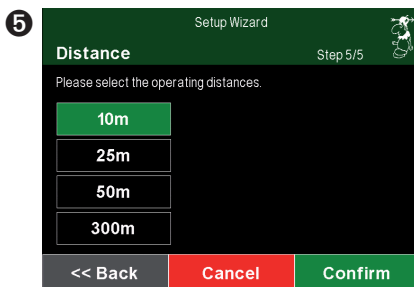 ❺
Setup Wizard
Distance Step 5/5
Please select the operating distances.
10m
25m
50m
300m
<< Back Cancel Confirm